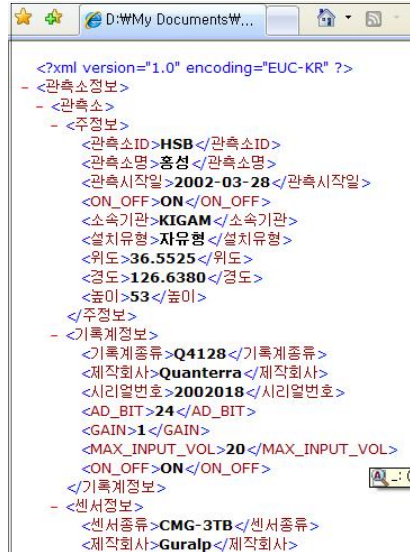 D:₩My Documents₩...
<?xml version="1.0" encoding="EUC-KR" ?>
- <관측소정보>
- <관측소>
- <주정보>
<관측소ID>HSB</관측소ID>
<관측소명>홍성</관측소명>
<관측시작일>2002-03-28</관측시작일>
<ON_OFF>ON</ON_OFF>
<소속기관>KIGAM</소속기관>
<설치유형>자유형</설치유형>
<위도>36.5525</위도>
<경도>126.6380</경도>
<높이>53</높이>
</주정보>
- <기록계정보>
<기록계종류>Q4128</기록계종류>
<제작회사>Quanterra</제작회사>
<시리얼번호>2002018</시리얼번호>
<AD_BIT>24</AD_BIT>
<GAIN>1</GAIN>
<MAX_INPUT_VOL>20</MAX_INPUT_VOL>
<ON_OFF>ON</ON_OFF>
</기록계정보>
- <센서정보>
<센서종류>CMG-3TB</센서종류>
<제작회사>Guralp</제작회사>